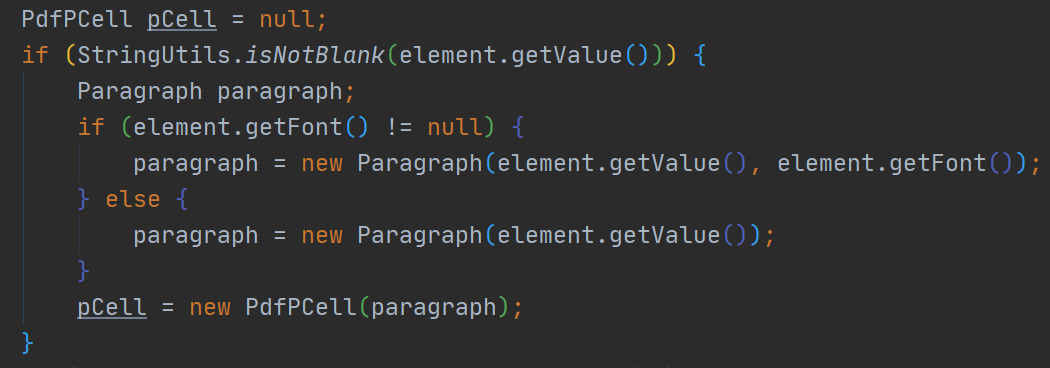 PdfPCell pCell = null;
if (StringUtils.isNotBlank(element.getValue())) {
    Paragraph paragraph;
    if (element.getFont() != null) {
        paragraph = new Paragraph(element.getValue(), element.getFont());
    } else {
        paragraph = new Paragraph(element.getValue());
    }
    pCell = new PdfPCell(paragraph);
}